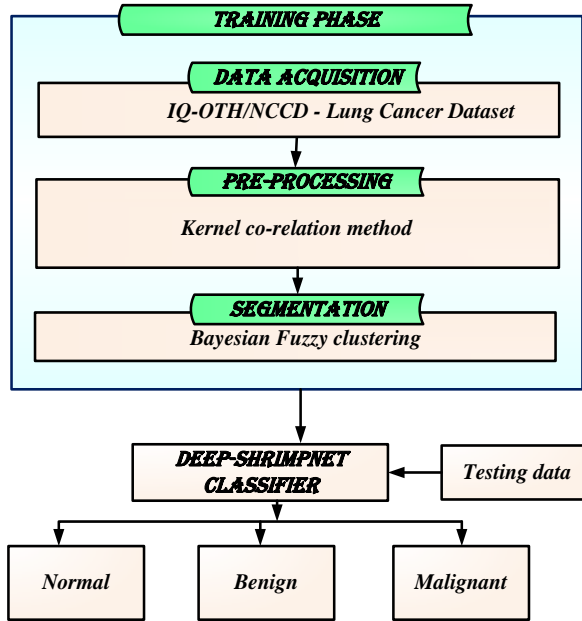 TRAINING PHASE
DATA ACQUISITION
IQ-OTH/NCCD - Lung Cancer Dataset
PRE-PROCESSING
Kernel co-relation method
SEGMENTATION
Bayesian Fuzzy clustering
DEEP-SHRIMPNET
CLASSIFIER
Testing data
Normal
Benign
Malignant